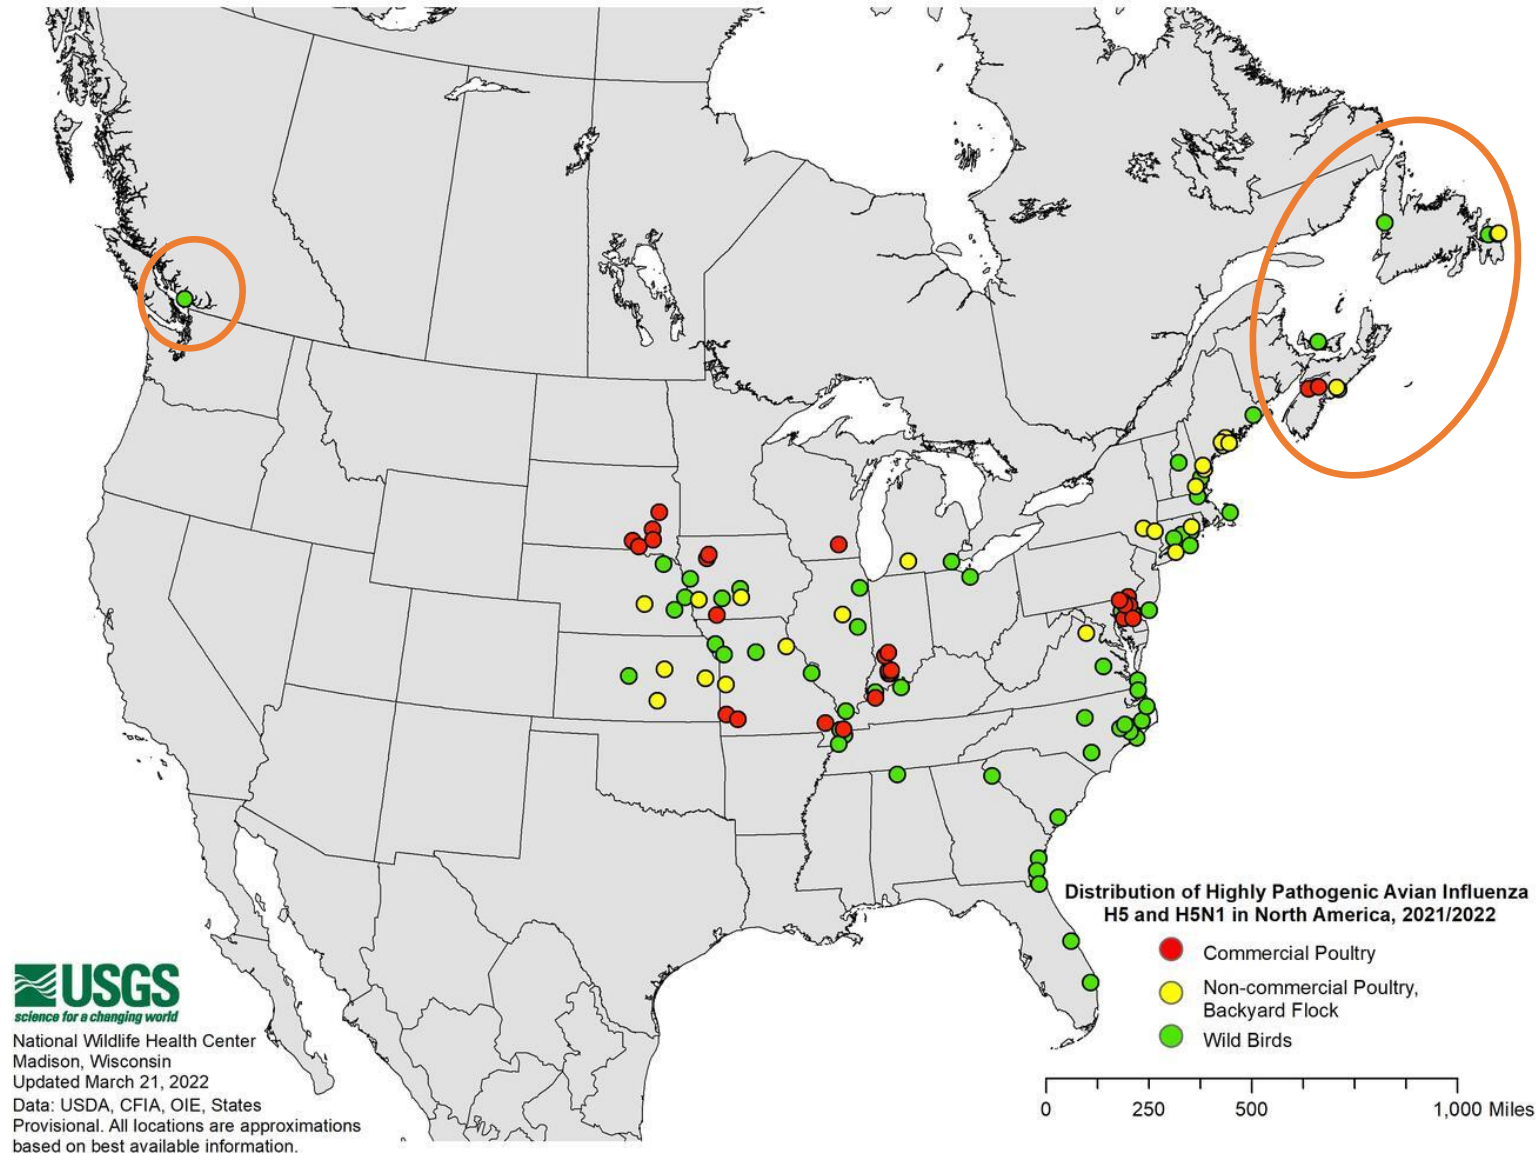 Distribution of Highly Pathogenic Avian Influenza
H5 and H5N1 in North America, 2021/2022
Commercial Poultry
Non-commercial Poultry,
Backyard Flock
Wild Birds
0 250 500 1,000 Miles
USGS
science for a changing world
National Wildlife Health Center
Madison, Wisconsin
Updated March 21, 2022
Data: USDA, CFIA, OIE, States
Provisional. All locations are approximations
based on best available information.